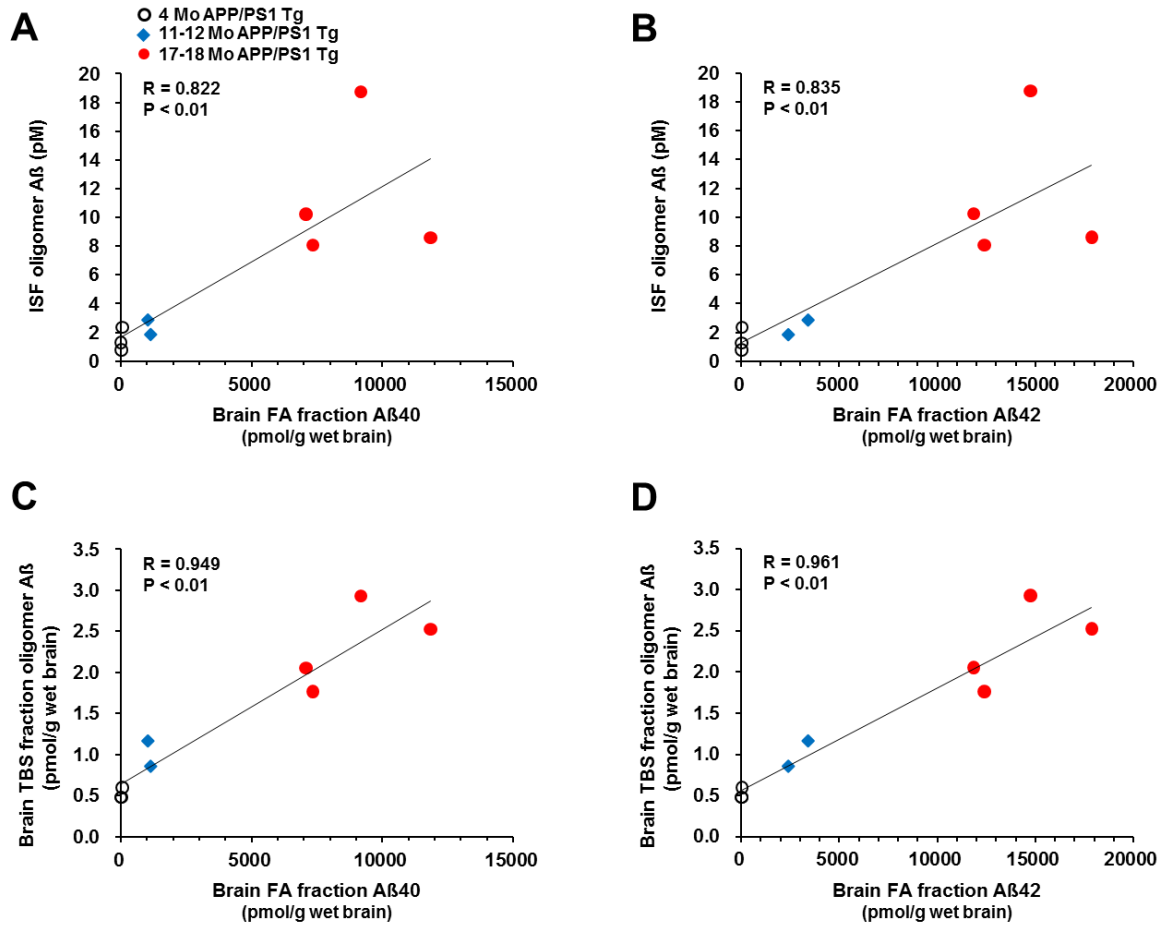 A
4 Mo APP/PS1 Tg
11-12 Mo APP/PS1 Tg
17-18 Mo APP/PS1 Tg
R = 0.822
P < 0.01
ISF oligomer Aß (pM)
20
18
16
14
12
10
8
6
4
2
0
0 5000 10000 15000
Brain FA fraction Aß40
(pmol/g wet brain)
B
R = 0.835
P < 0.01
ISF oligomer Aß (pM)
20
18
16
14
12
10
8
6
4
2
0
0 5000 10000 15000 20000
Brain FA fraction Aß42
(pmol/g wet brain)
C
R = 0.949
P < 0.01
Brain TBS fraction oligomer Aß
(pmol/g wet brain)
3.5
3.0
2.5
2.0
1.5
1.0
0.5
0.0
0 5000 10000 15000
Brain FA fraction Aß40
(pmol/g wet brain)
D
R = 0.961
P < 0.01
Brain TBS fraction oligomer Aß
(pmol/g wet brain)
3.5
3.0
2.5
2.0
1.5
1.0
0.5
0.0
0 5000 10000 15000 20000
Brain FA fraction Aß42
(pmol/g wet brain)